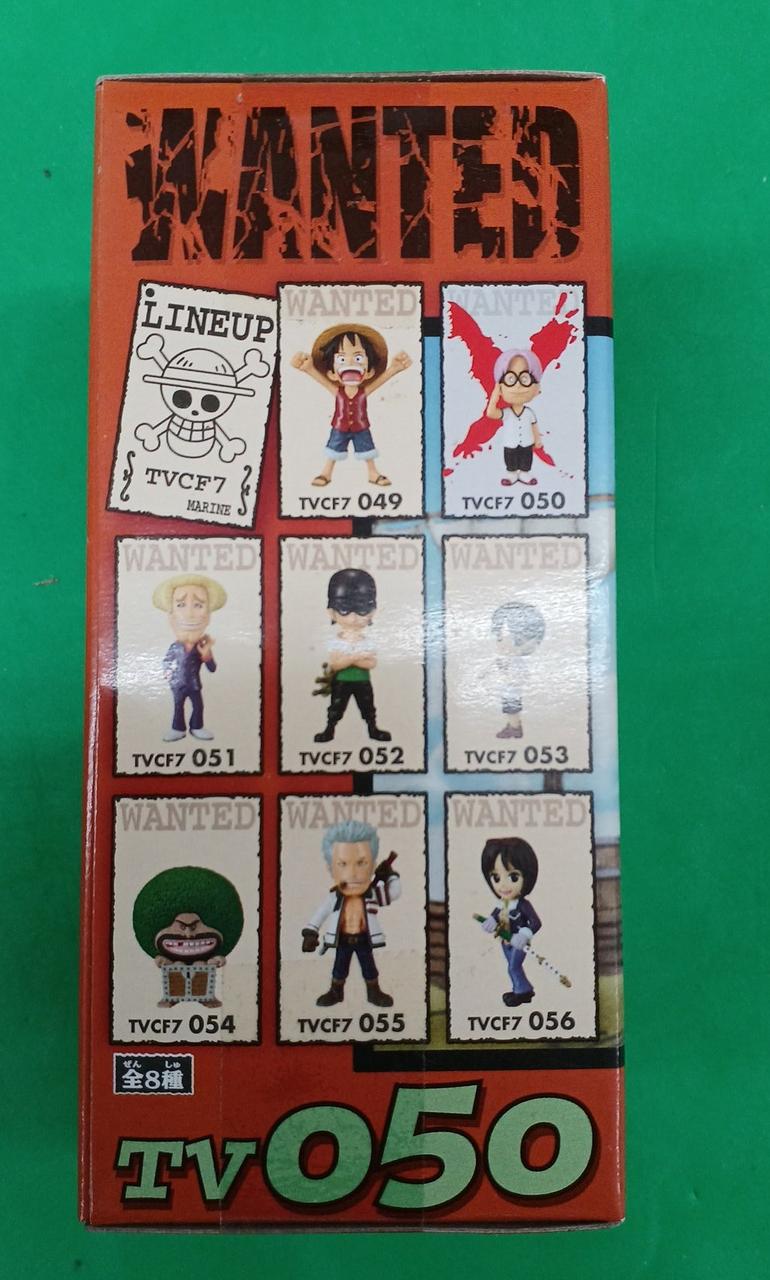 WANTED
LINEUP
TVCF7
MARINE
WANTED
TVCF7 049
WANTED
TVCF7 050
WANTED
TVCF7 051
WANTED
TVCF7 052
WANTED
TVCF7 053
WANTED
TVCF7 054
WANTED
TVCF7 055
WANTED
TVCF7 056
ぜん しゅ
全8種
TV050